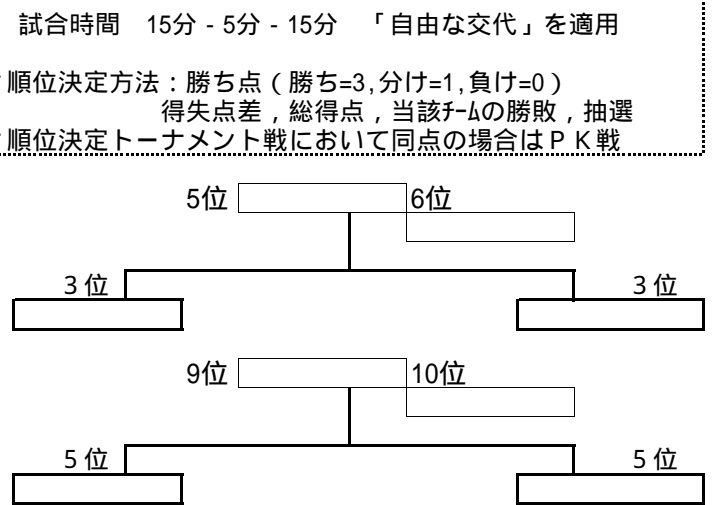 試合時間　15分 - 5分 - 15分　「自由な交代」を適用
順位決定方法：勝ち点（勝ち=3,分け=1,負け=0）
得失点差，総得点，当該ﾁｰﾑの勝敗，抽選
順位決定トーナメント戦において同点の場合はＰＫ戦
5位 6位
3位 3位
9位 10位
5位 5位